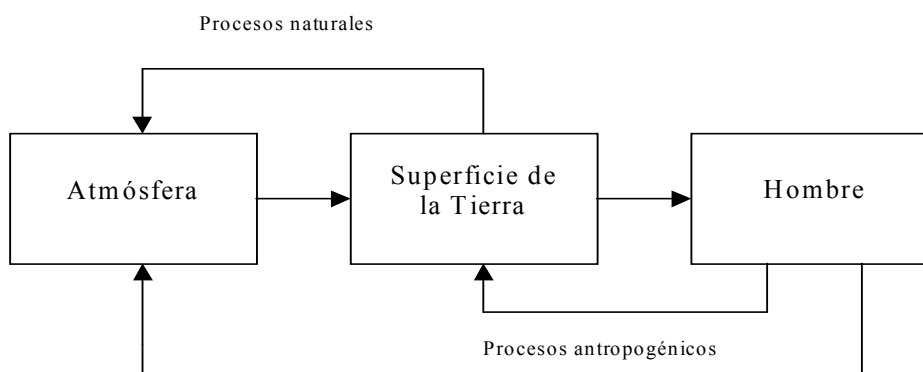 Procesos naturales
Atmósfera
Superficie de
la Tierra
Hombre
Procesos antropogénicos